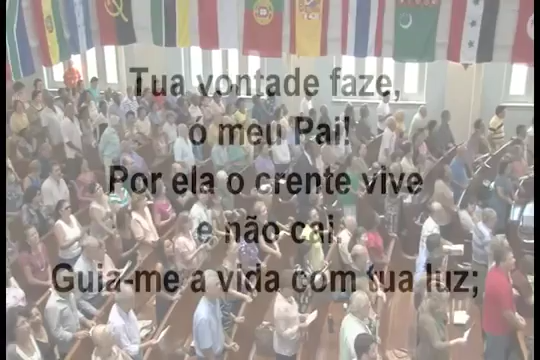 Tua vontade faze,
o meu Pai!
Por ela o crente vive
e não cai.
Guia-me a vida com tua luz;